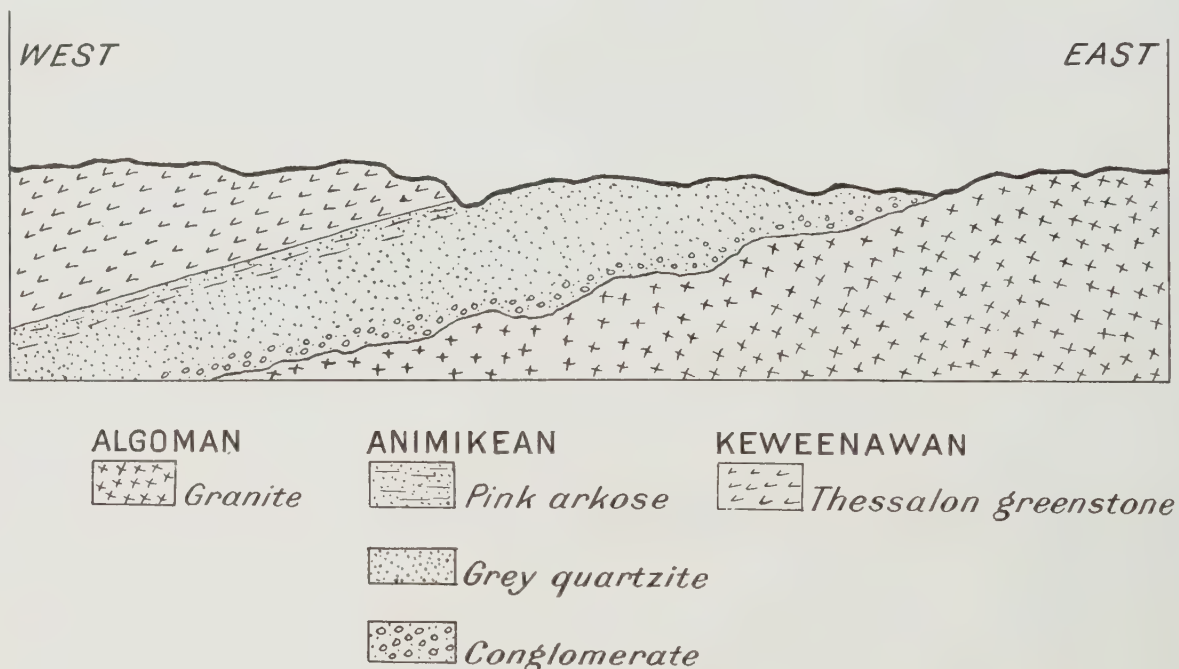 WEST
EAST
ALGOMAN
Granite
ANIMIKEAN
Pink arkose
Grey quartzite
Conglomerate
KEWEENAWAN
Thessalon greenstone